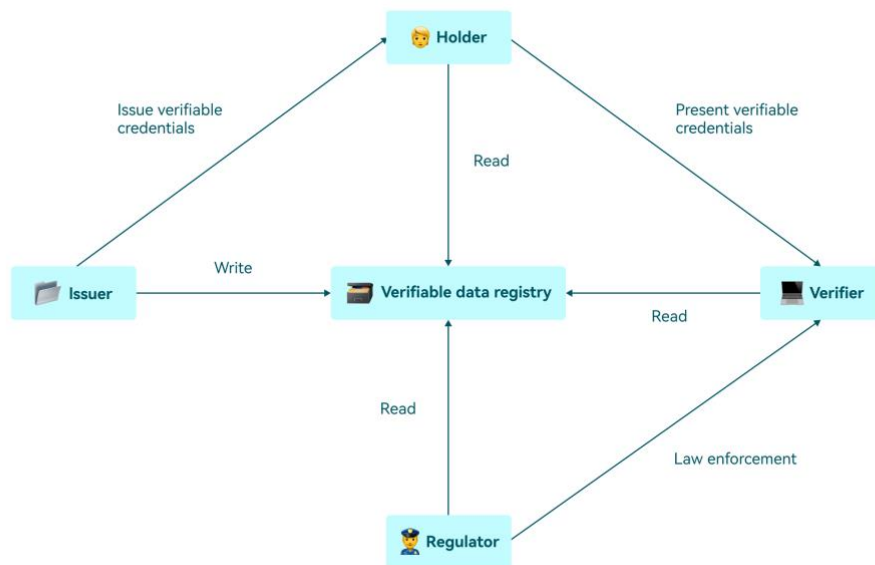 Holder
Issue verifiable
credentials
Present verifiable
credentials
Read
Write
Issuer
Verifiable data registry
Verifier
Read
Read
Law enforcement
Regulator